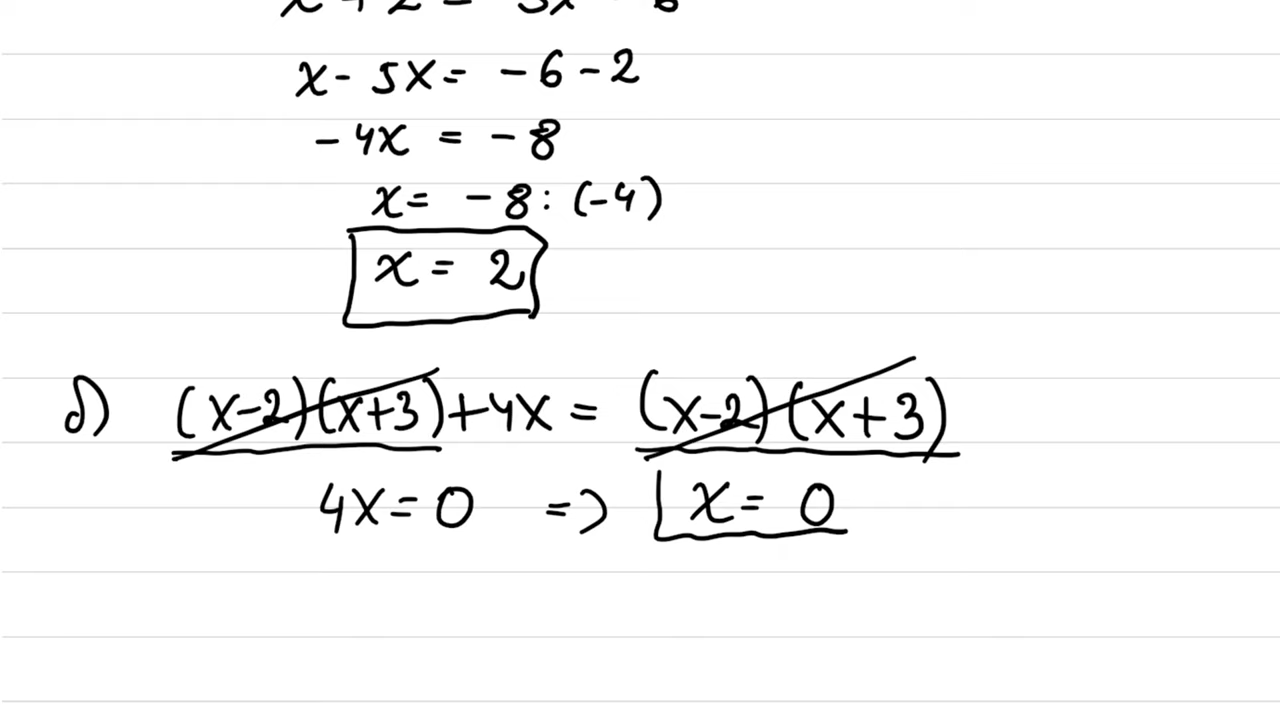 x - 5x = -6 - 2
-4x = -8
x = -8 : (-4)
x = 2
б) (x-2)(x+3) + 4x = (x-2)(x+3)
4x = 0 => x = 0